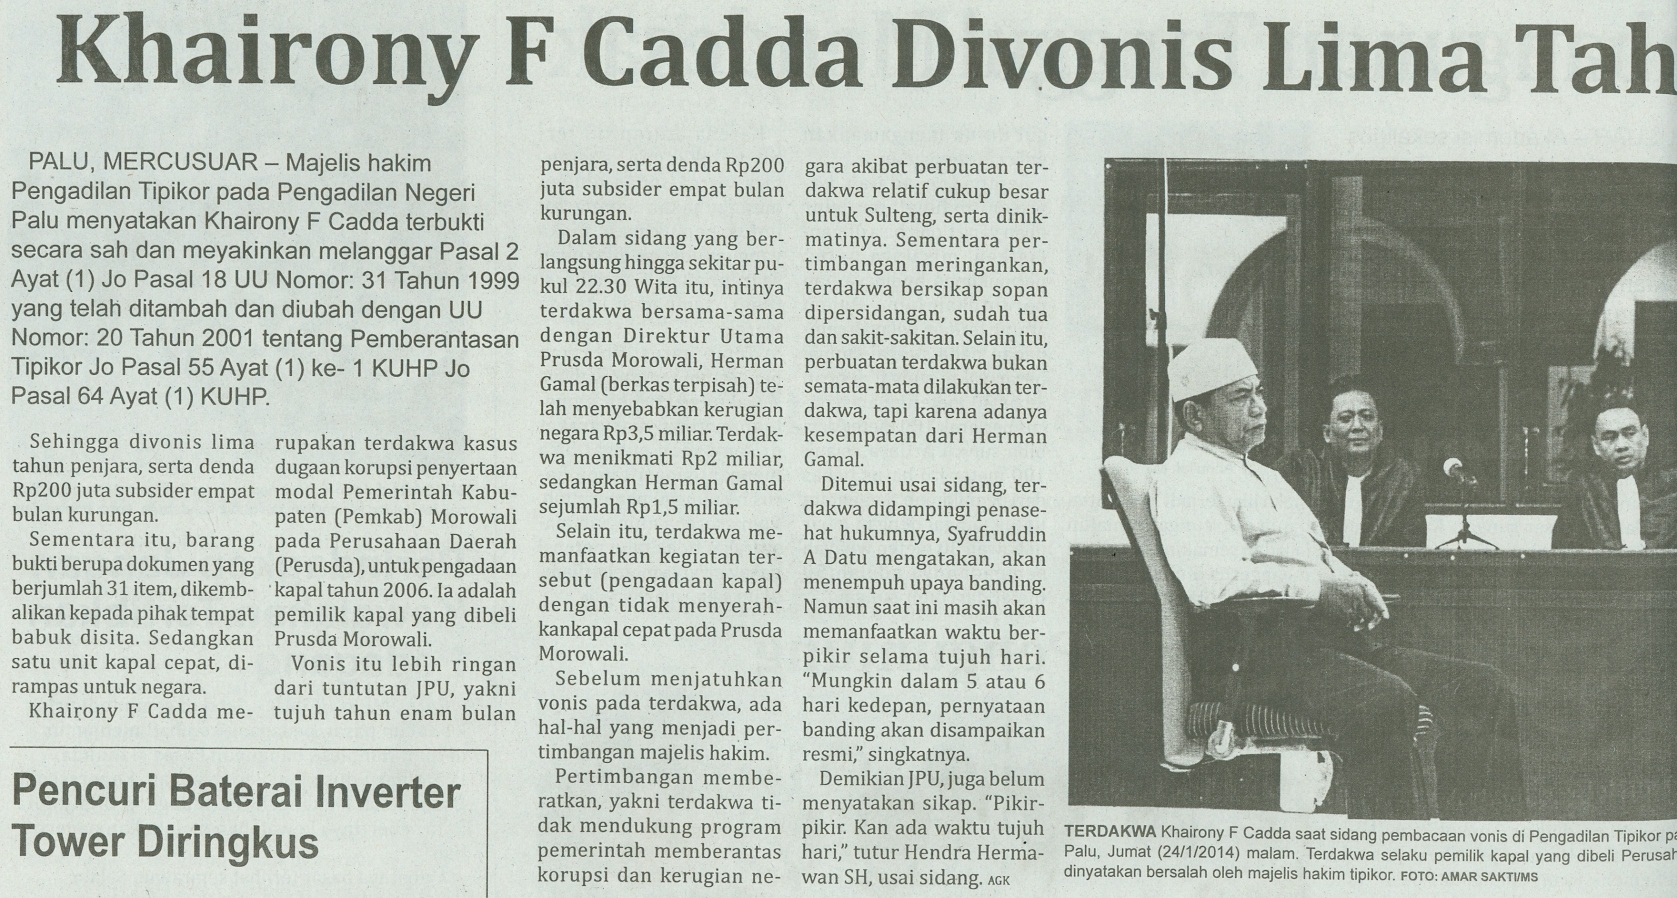 Khairony F Cadda Divonis Lima Tah
PALU, MERCUSUAR – Majelis hakim
Pengadilan Tipikor pada Pengadilan Negeri
Palu menyatakan Khairony F Cadda terbukti
secara sah dan meyakinkan melanggar Pasal 2
Ayat (1) Jo Pasal 18 UU Nomor: 31 Tahun 1999
yang telah ditambah dan diubah dengan UU
Nomor: 20 Tahun 2001 tentang Pemberantasan
Tipikor Jo Pasal 55 Ayat (1) ke- 1 KUHP Jo
Pasal 64 Ayat (1) KUHP.
Sehingga divonis lima
tahun penjara, serta denda
Rp200 juta subsider empat
bulan kurungan.
Sementara itu, barang
bukti berupa dokumen yang
berjumlah 31 item, dikemb-
alikan kepada pihak tempat
babuk disita. Sedangkan
satu unit kapal cepat, di-
rampas untuk negara.
Khairony F Cadda me-
rupakan terdakwa kasus
dugaan korupsi penyertaan
modal Pemerintah Kabu-
paten (Pemkab) Morowali
pada Perusahaan Daerah
(Perusda), untuk pengadaan
kapal tahun 2006. Ia adalah
pemilik kapal yang dibeli
Prusda Morowali.
Vonis itu lebih ringan
dari tuntutan JPU, yakni
tujuh tahun enam bulan
penjara, serta denda Rp200
juta subsider empat bulan
kurungan.
Dalam sidang yang ber-
langsung hingga sekitar pu-
kul 22.30 Wita itu, intinya
terdakwa bersama-sama
dengan Direktur Utama
Prusda Morowali, Herman
Gamal (berkas terpisah) te-
lah menyebabkan kerugian
negara Rp3,5 miliar. Terdak-
wa menikmati Rp2 miliar,
sedangkan Herman Gamal
sejumlah Rp1,5 miliar.
Selain itu, terdakwa me-
manfaatkan kegiatan ter-
sebut (pengadaan kapal)
dengan tidak menyerah-
kankapal cepat pada Prusda
Morowali.
Sebelum menjatuhkan
vonis pada terdakwa, ada
hal-hal yang menjadi per-
timbangan majelis hakim.
Pertimbangan membe-
ratkan, yakni terdakwa ti-
dak mendukung program
pemerintah memberantas
korupsi dan kerugian ne-
gara akibat perbuatan ter-
dakwa relatif cukup besar
untuk Sulteng, serta dinik-
matinya. Sementara per-
timbangan meringankan,
terdakwa bersikap sopan
dipersidangan, sudah tua
dan sakit-sakitan. Selain itu,
perbuatan terdakwa bukan
semata-mata dilakukan ter-
dakwa, tapi karena adanya
kesempatan dari Herman
Gamal.
Ditemui usai sidang, ter-
dakwa didampingi penase-
hat hukumnya, Syafruddin
A Datu mengatakan, akan
menempuh upaya banding.
Namun saat ini masih akan
memanfaatkan waktu ber-
pikir selama tujuh hari.
“Mungkin dalam 5 atau 6
hari kedepan, pernyataan
banding akan disampaikan
resmi,” singkatnya.
Demikian JPU, juga belum
menyatakan sikap. “Pikir-
pikir. Kan ada waktu tujuh
hari,” tutur Hendra Herma-
wan SH, usai sidang. AGK
TERDAKWA Khairony F Cadda saat sidang pembacaan vonis di Pengadilan Tipikor pa
Palu, Jumat (24/1/2014) malam. Terdakwa selaku pemilik kapal yang dibeli Perusah
dinyatakan bersalah oleh majelis hakim tipikor. FOTO: AMAR SAKTI/MS
Pencuri Baterai Inverter
Tower Diringkus